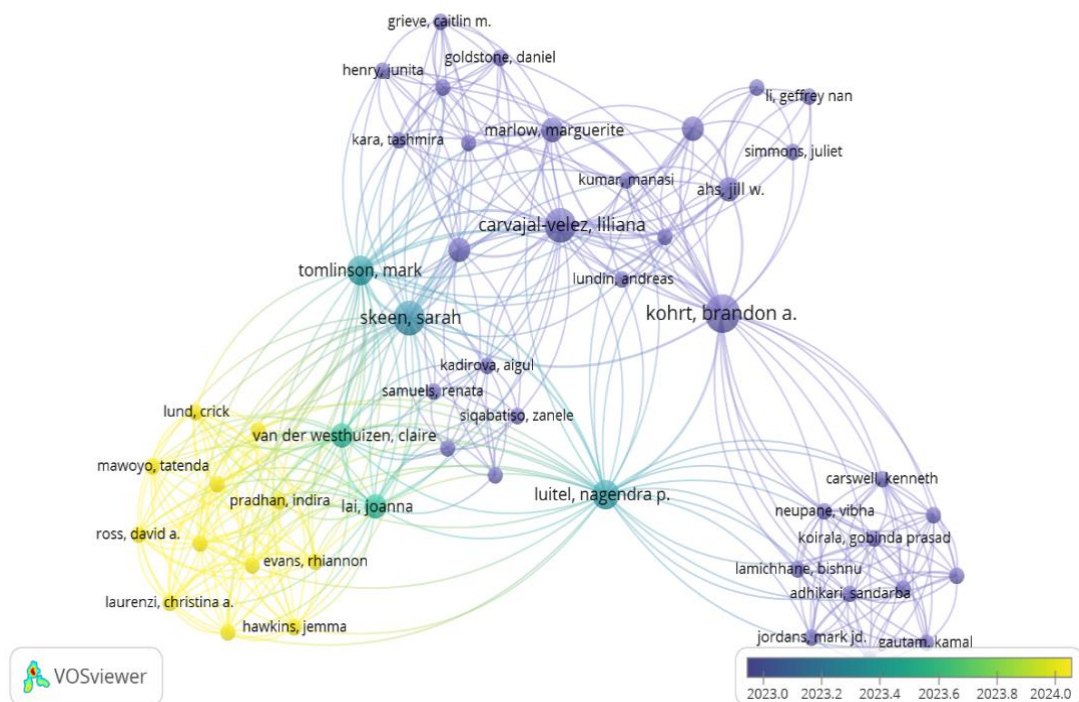 grieve, caitlin m.
goldstone, daniel
henry, junita
li, geffrey nan
marlow, marguerite
kara, tashmira
simmons, juliet
kumar, manasi
ahs, jill w.
carvajal-velez, liliana
tomlinson, mark
lundin, andreas
kohrt, brandon a.
skeen, sarah
kadirova, aigul
samuels, renata
lund, crick
siqabatiso, zanele
van der westhuizen, claire
mawoyo, tatenda
carswell, kenneth
luitel, nagendra p.
pradhan, indira
lai, joanna
neupane, vibha
ross, david a.
koirala, gobinda prasad
evans, rhiannon
lamichhane, bishnu
adhikari, sandarba
laurenzi, christina a.
hawkins, jemma
jordans, mark jd.
gautam, kamal
VOSviewer
2023.0 2023.2 2023.4 2023.6 2023.8 2024.0